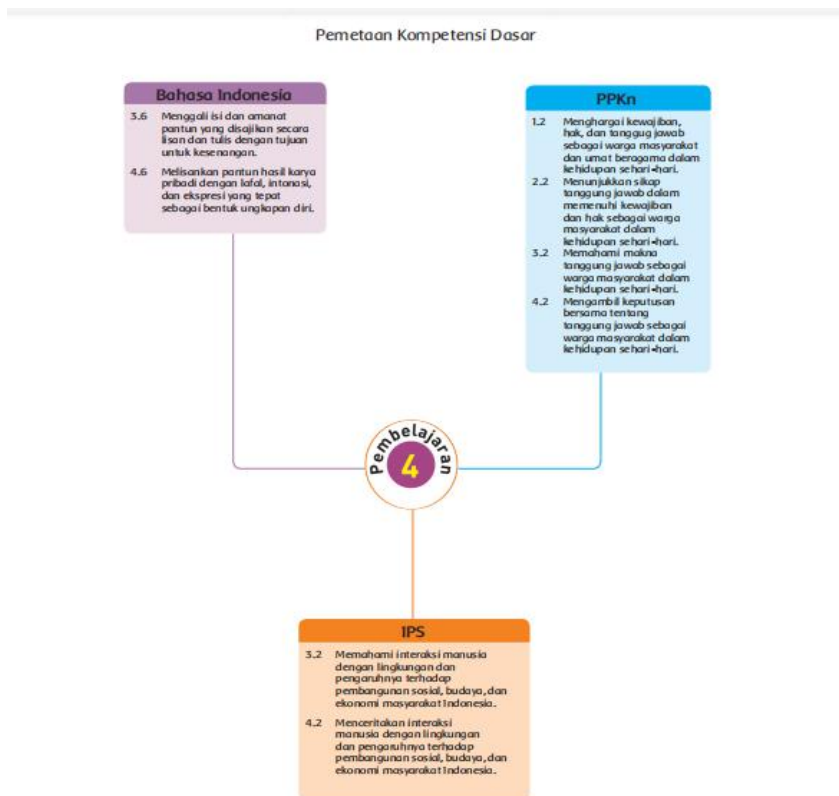 Pemetaan Kompetensi Dasar
Bahasa Indonesia
3.6 Menggali isi dan amanat
pantun yang disajikan secara
lisan dan tulis dengan tujuan
untuk kesenangan.
4.6 Melisankan pantun hasil karya
pribadi dengan lafal, intonasi,
dan ekspresi yang tepat
sebagai bentuk ungkapan diri.
PPKn
1.2 Menghargai kewajiban,
hak, dan tanggug jawab
sebagai warga masyarakat
dan umat beragama dalam
kehidupan sehari-hari.
2.2 Menunjukkan sikap
tanggung jawab dalam
memenuhi kewajiban
dan hak sebagai warga
masyarakat dalam
kehidupan sehari-hari.
3.2 Memahami makna
tanggung jawab sebagai
warga masyarakat dalam
kehidupan sehari-hari.
4.2 Mengambil keputusan
bersama tentang
tanggung jawab sebagai
warga masyarakat dalam
kehidupan sehari-hari.
Pembelajaran
4
IPS
3.2 Memahami interaksi manusia
dengan lingkungan dan
pengaruhnya terhadap
pembangunan sosial, budaya, dan
ekonomi masyarakat Indonesia.
4.2 Menceritakan interaksi
manusia dengan lingkungan
dan pengaruhnya terhadap
pembangunan sosial, budaya, dan
ekonomi masyarakat Indonesia.